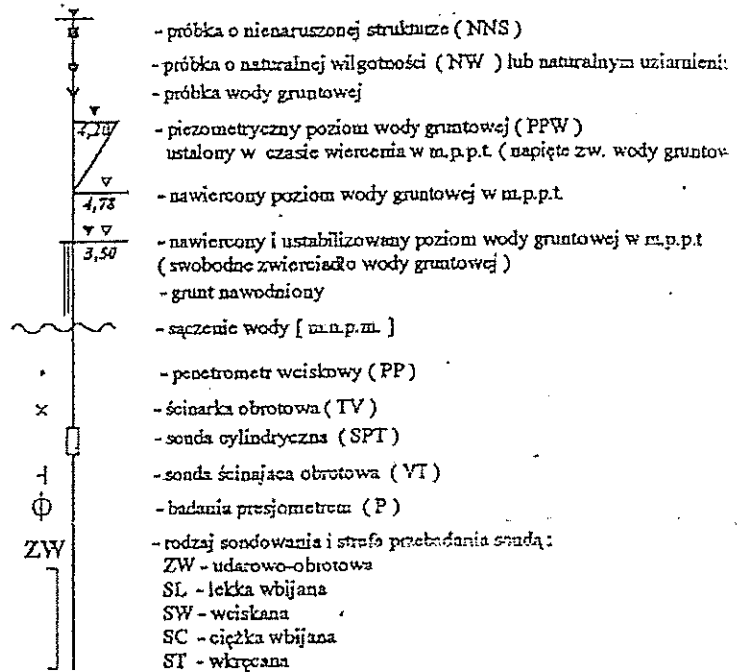 - próbka o nienaruszonej strukturze ( NNS )
- próbka o naturalnej wilgotności ( NW ) lub naturalnym uziarnieni
- próbka wody gruntowej
4,20 - piezometryczny poziom wody gruntowej ( PPW )
ustalony w czasie wiercenia w m.p.p.t. ( napięte zw. wody gruntow
4,78 - nawiercony poziom wody gruntowej w m.p.p.t.
3,50 - nawiercony i ustabilizowany poziom wody gruntowej w m.p.p.t
( swobodne zwierciadło wody gruntowej )
- grunt nawodniony
- sączenie wody [ m.n.p.m. ]
- penetrometr wciskowy ( PP )
- ścinarka obrotowa ( TV )
- sonda cylindryczna ( SPT )
- sonda ścinająca obrotowa ( VT )
- badania presjometrem ( P )
ZW - rodzaj sondowania i strefa przebadania sondą :
ZW - udarowo-obrotowa
SL - lekka wbijana
SW - wciskana
SC - ciężka wbijana
ST - wkręcana